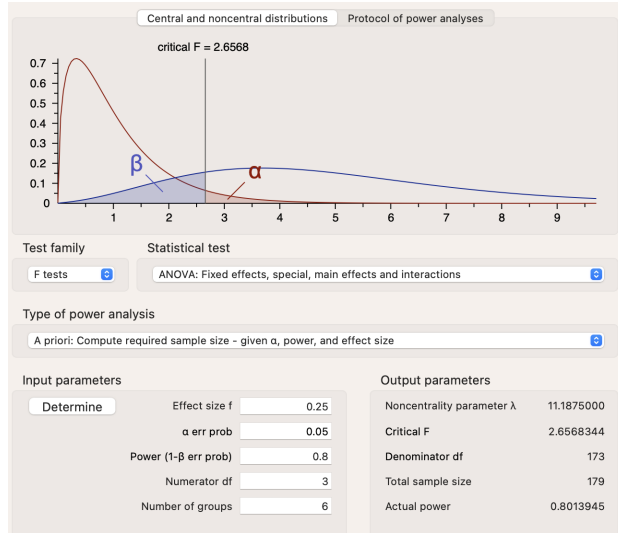 Central and noncentral distributions Protocol of power analyses
critical F = 2.6568
0.7
0.6
0.5
0.4
0.3
0.2
0.1
0
β
α
1 2 3 4 5 6 7 8 9
Test family Statistical test
F tests ANOVA: Fixed effects, special, main effects and interactions
Type of power analysis
A priori: Compute required sample size - given α, power, and effect size
Input parameters Output parameters
Determine Effect size f 0.25 Noncentrality parameter λ 11.1875000
α err prob 0.05 Critical F 2.6568344
Power (1-β err prob) 0.8 Denominator df 173
Numerator df 3 Total sample size 179
Number of groups 6 Actual power 0.8013945